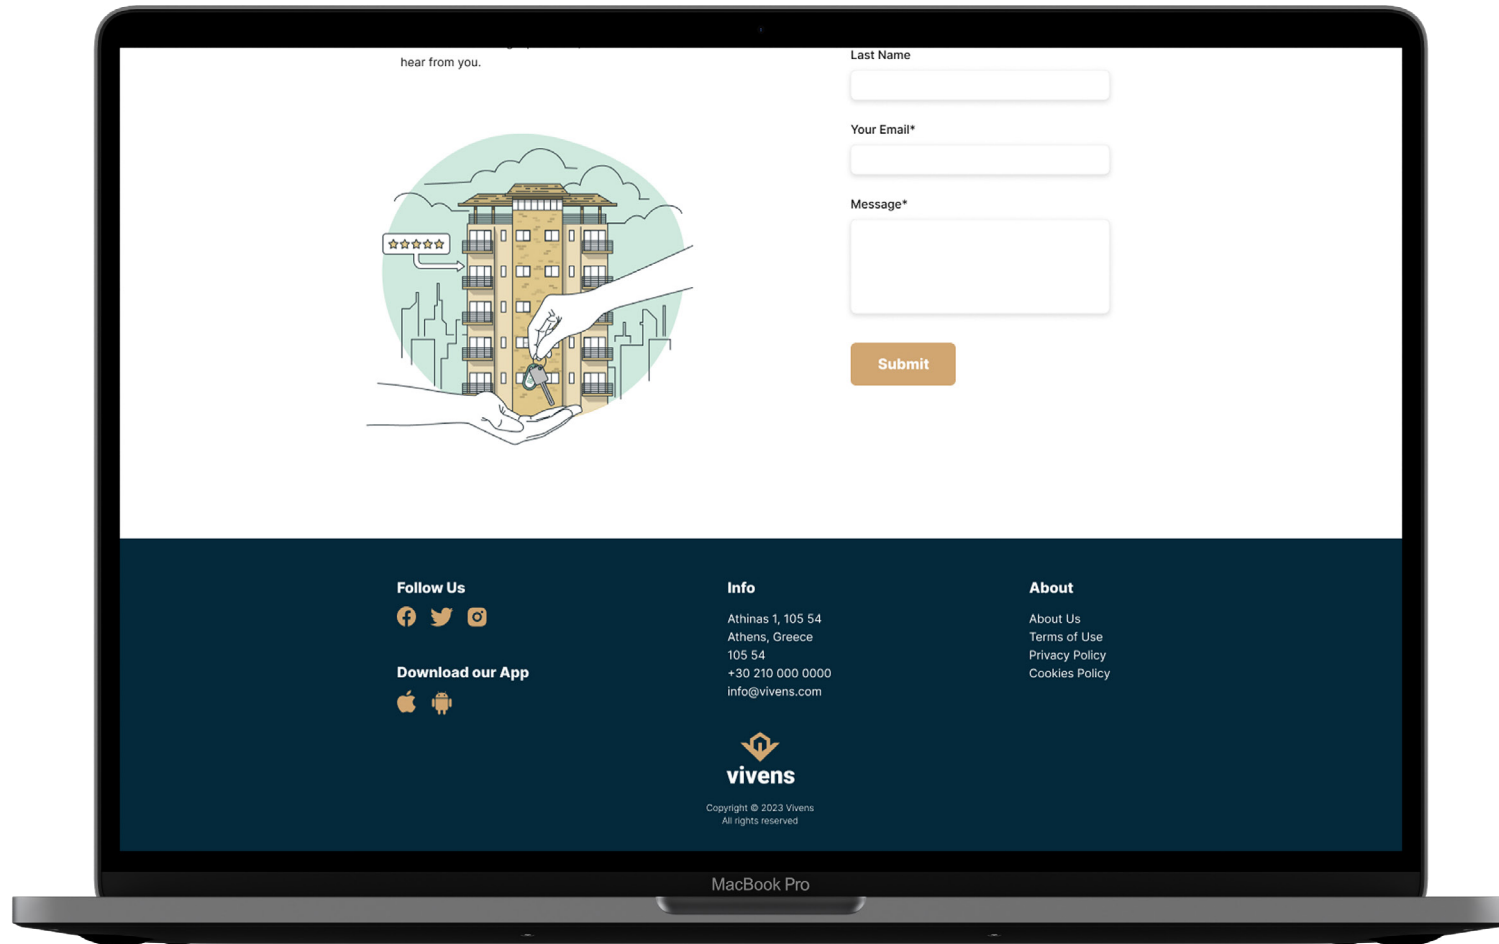 hear from you.
Last Name
Your Email*
Message*
Submit
Follow Us
Download our App
Info
Athinas 1, 105 54
Athens, Greece
105 54
+30 210 000 0000
info@vivens.com
About
About Us
Terms of Use
Privacy Policy
Cookies Policy
vivens
Copyright © 2023 Vivens
All rights reserved
MacBook Pro